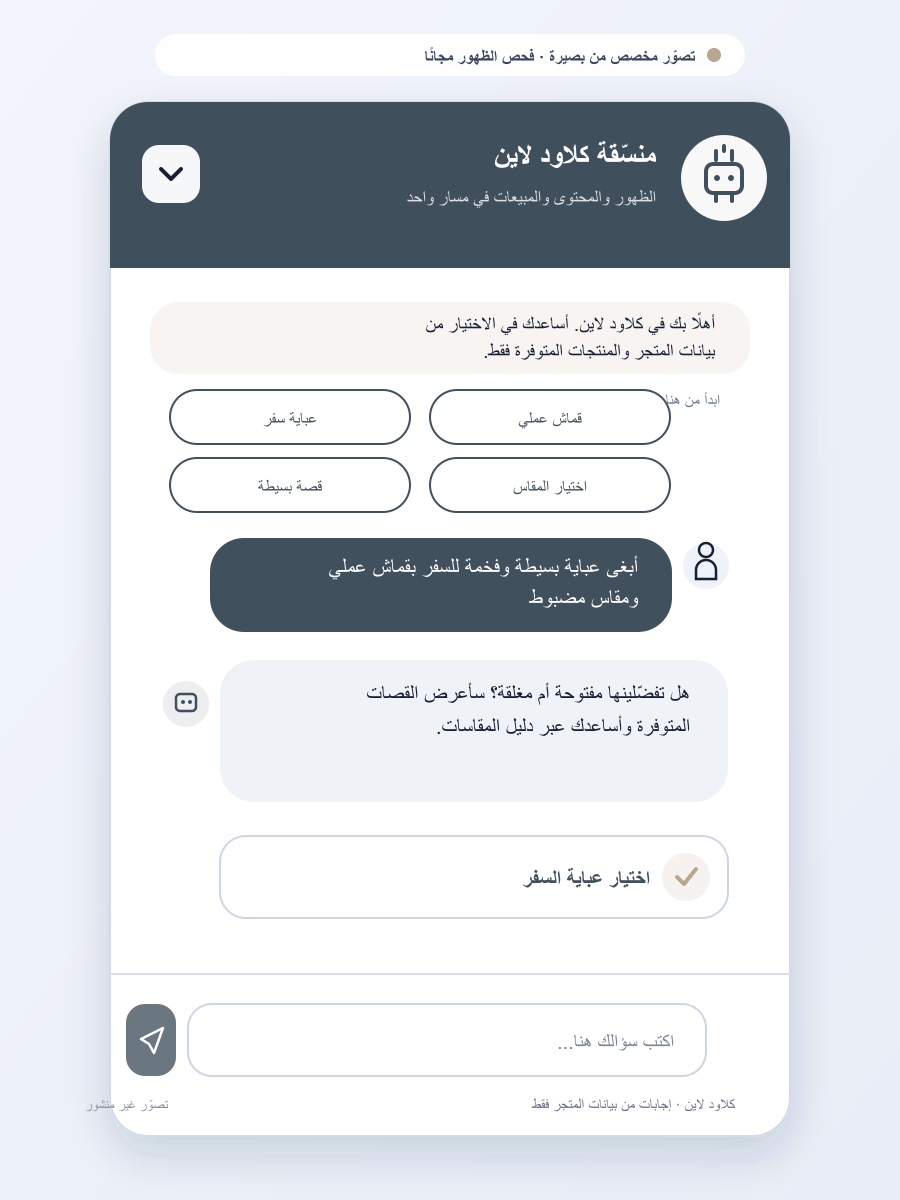 تصوّر مخصص من بصيرة · فحص الظهور مجانًا
منسّقة كلاود لاين
الظهور والمحتوى والمبيعات في مسار واحد
أهلًا بك في كلاود لاين. أساعدك في الاختيار من
بيانات المتجر والمنتجات المتوفرة فقط.
ابدأ من هنا
قماش عملي
عباية سفر
اختيار المقاس
قصة بسيطة
أبغى عباية بسيطة وفخمة للسفر بقماش عملي
ومقاس مضبوط
هل تفضّلينها مفتوحة أم مغلقة؟ سأعرض القصات
المتوفرة وأساعدك عبر دليل المقاسات.
اختيار عباية السفر
اكتب سؤالك هنا...
كلاود لاين · إجابات من بيانات المتجر فقط
تصوّر غير منشور